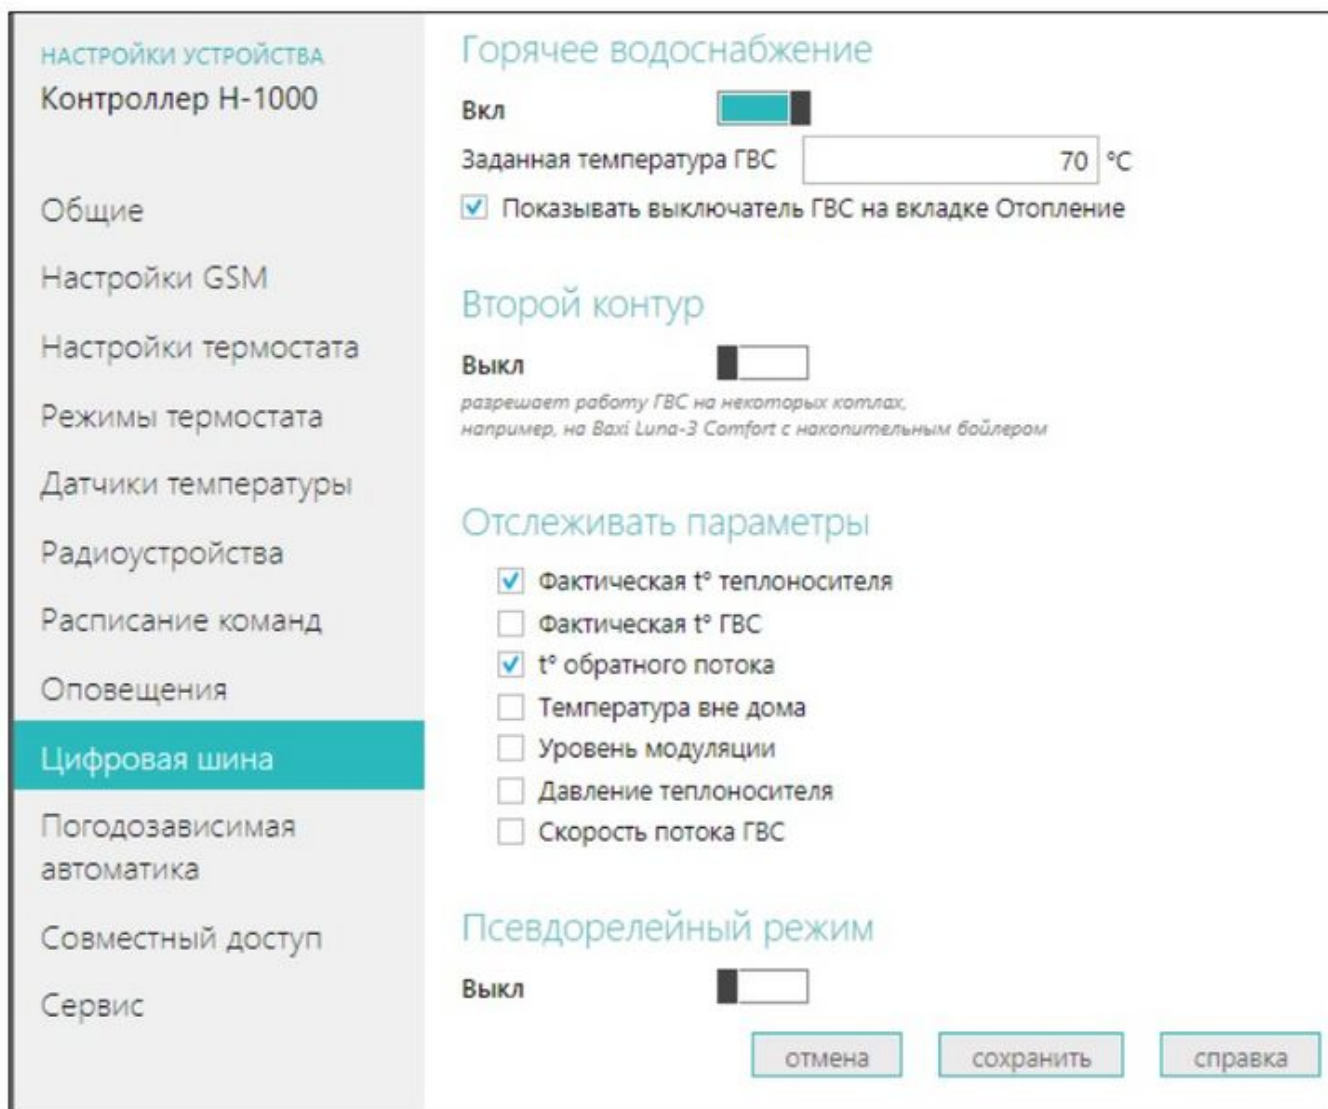 НАСТРОЙКИ УСТРОЙСТВА
Контроллер H-1000
Общие
Настройки GSM
Настройки термостата
Режимы термостата
Датчики температуры
Радиоустройства
Расписание команд
Оповещения
Цифровая шина
Погодозависимая
автоматика
Совместный доступ
Сервис
Горячее водоснабжение
Вкл
Заданная температура ГВС 70 °C
Показывать выключатель ГВС на вкладке Отопление
Второй контур
Выкл
разрешает работу ГВС на некоторых котлах,
например, на Baxi Luna-3 Comfort с накопительным бойлером
Отслеживать параметры
Фактическая t° теплоносителя
Фактическая t° ГВС
t° обратного потока
Температура вне дома
Уровень модуляции
Давление теплоносителя
Скорость потока ГВС
Псевдорелейный режим
Выкл
отмена сохранить справка